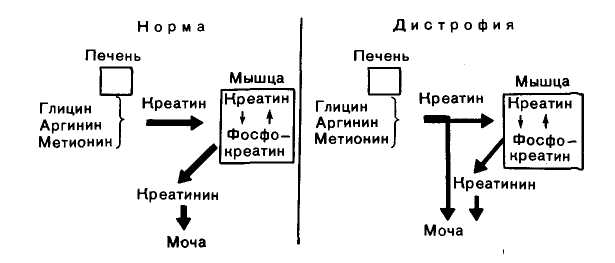 Норма
Печень
Глицин
Аргинин
Метионин
Креатин
Мышца
Креатин
Фосфо-
креатин
Креатинин
Моча
Дистрофия
Печень
Глицин
Аргинин
Метионин
Креатин
Мышца
Креатин
Фосфо-
креатин
Креатинин
Моча